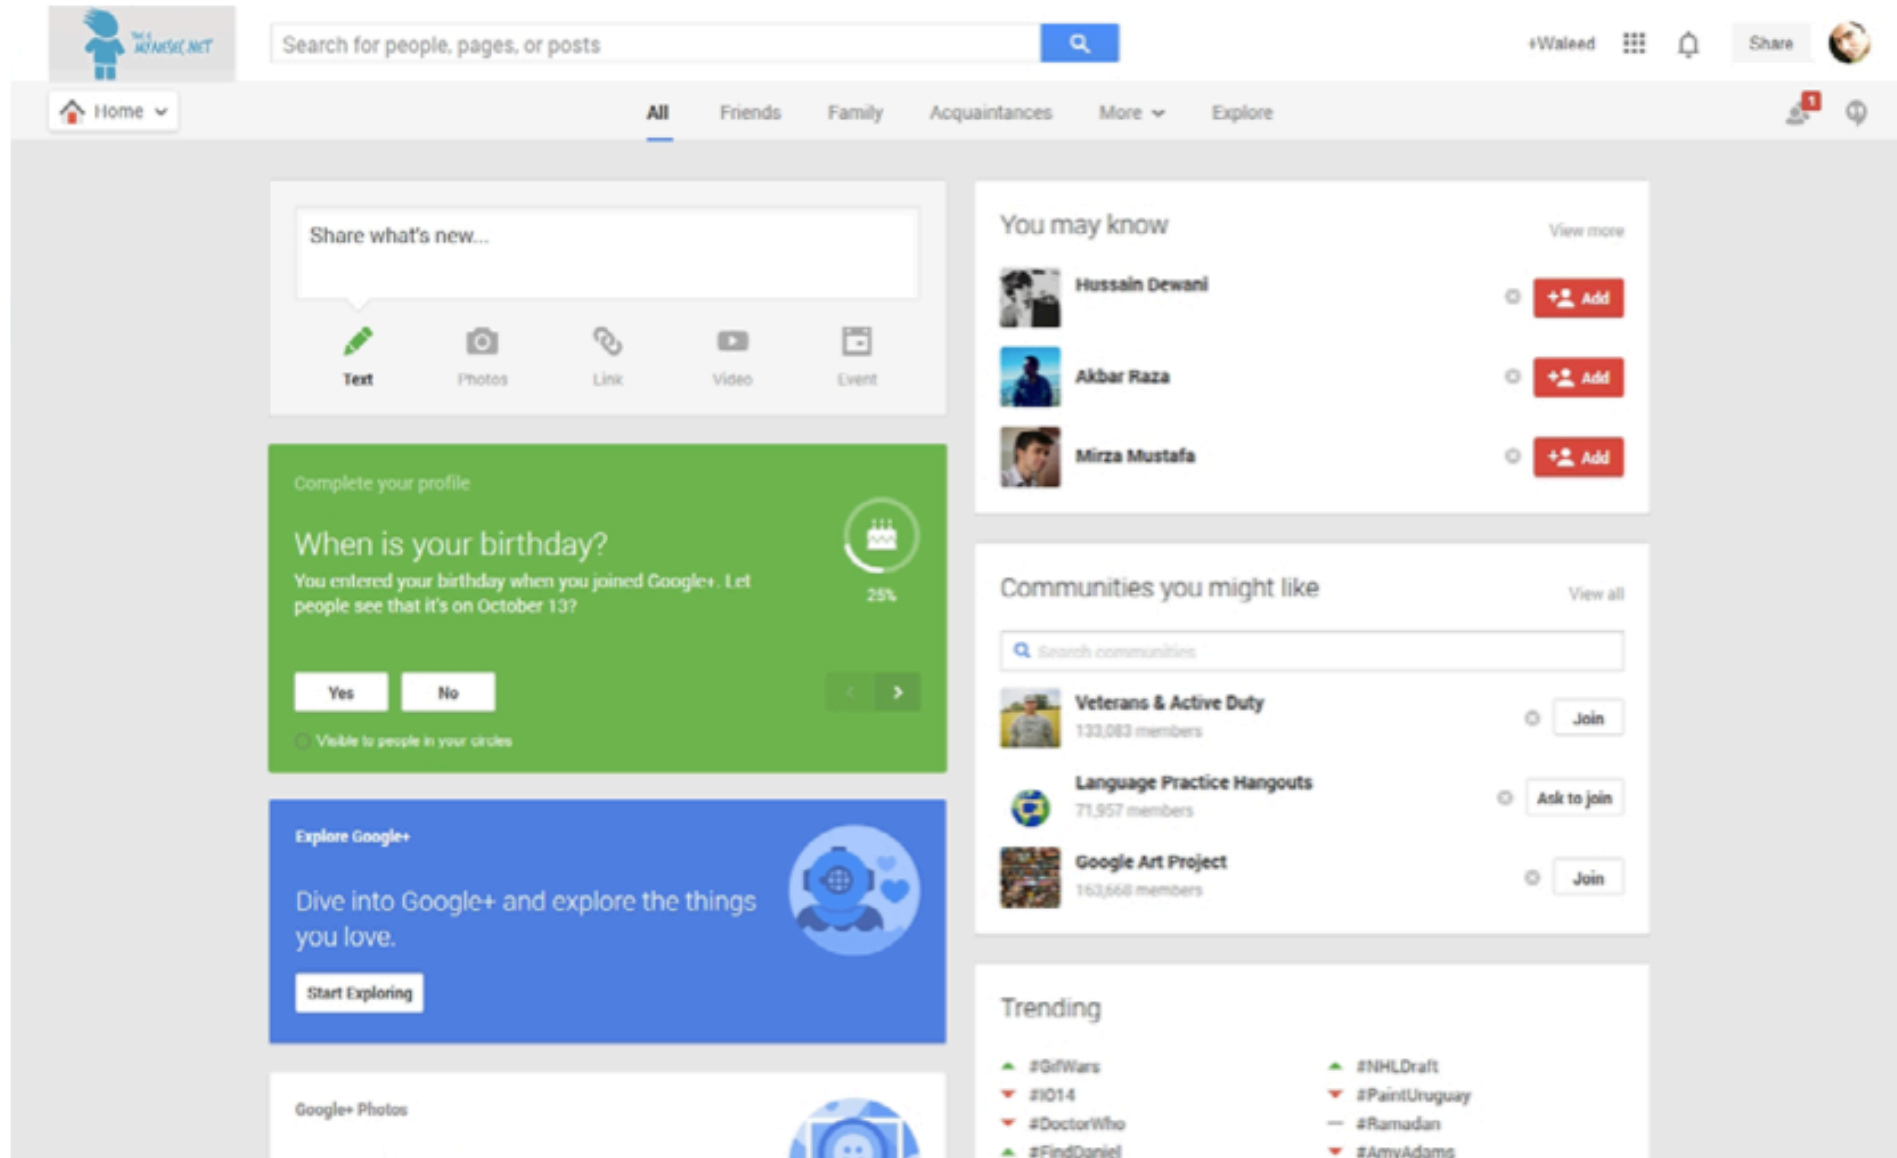 Search for people, pages, or posts
+Waleed
Share
Home
All
Friends
Family
Acquaintances
More
Explore
1
Share what's new...
Text
Photos
Link
Video
Event
Complete your profile
When is your birthday?
You entered your birthday when you joined Google+. Let
people see that it's on October 13?
25%
Yes
No
Visible to people in your circles
Explore Google+
Dive into Google+ and explore the things
you love.
Start Exploring
Google+ Photos
You may know
View more
Hussain Dewani
Add
Akbar Raza
Add
Mirza Mustafa
Add
Communities you might like
View all
Search communities
Veterans & Active Duty
133,083 members
Join
Language Practice Hangouts
71,957 members
Ask to join
Google Art Project
163,668 members
Join
Trending
#GifWars
#NHLDraft
#IO14
#PaintUruguay
#DoctorWho
#Ramadan
#FindDaniel
#AmyAdams